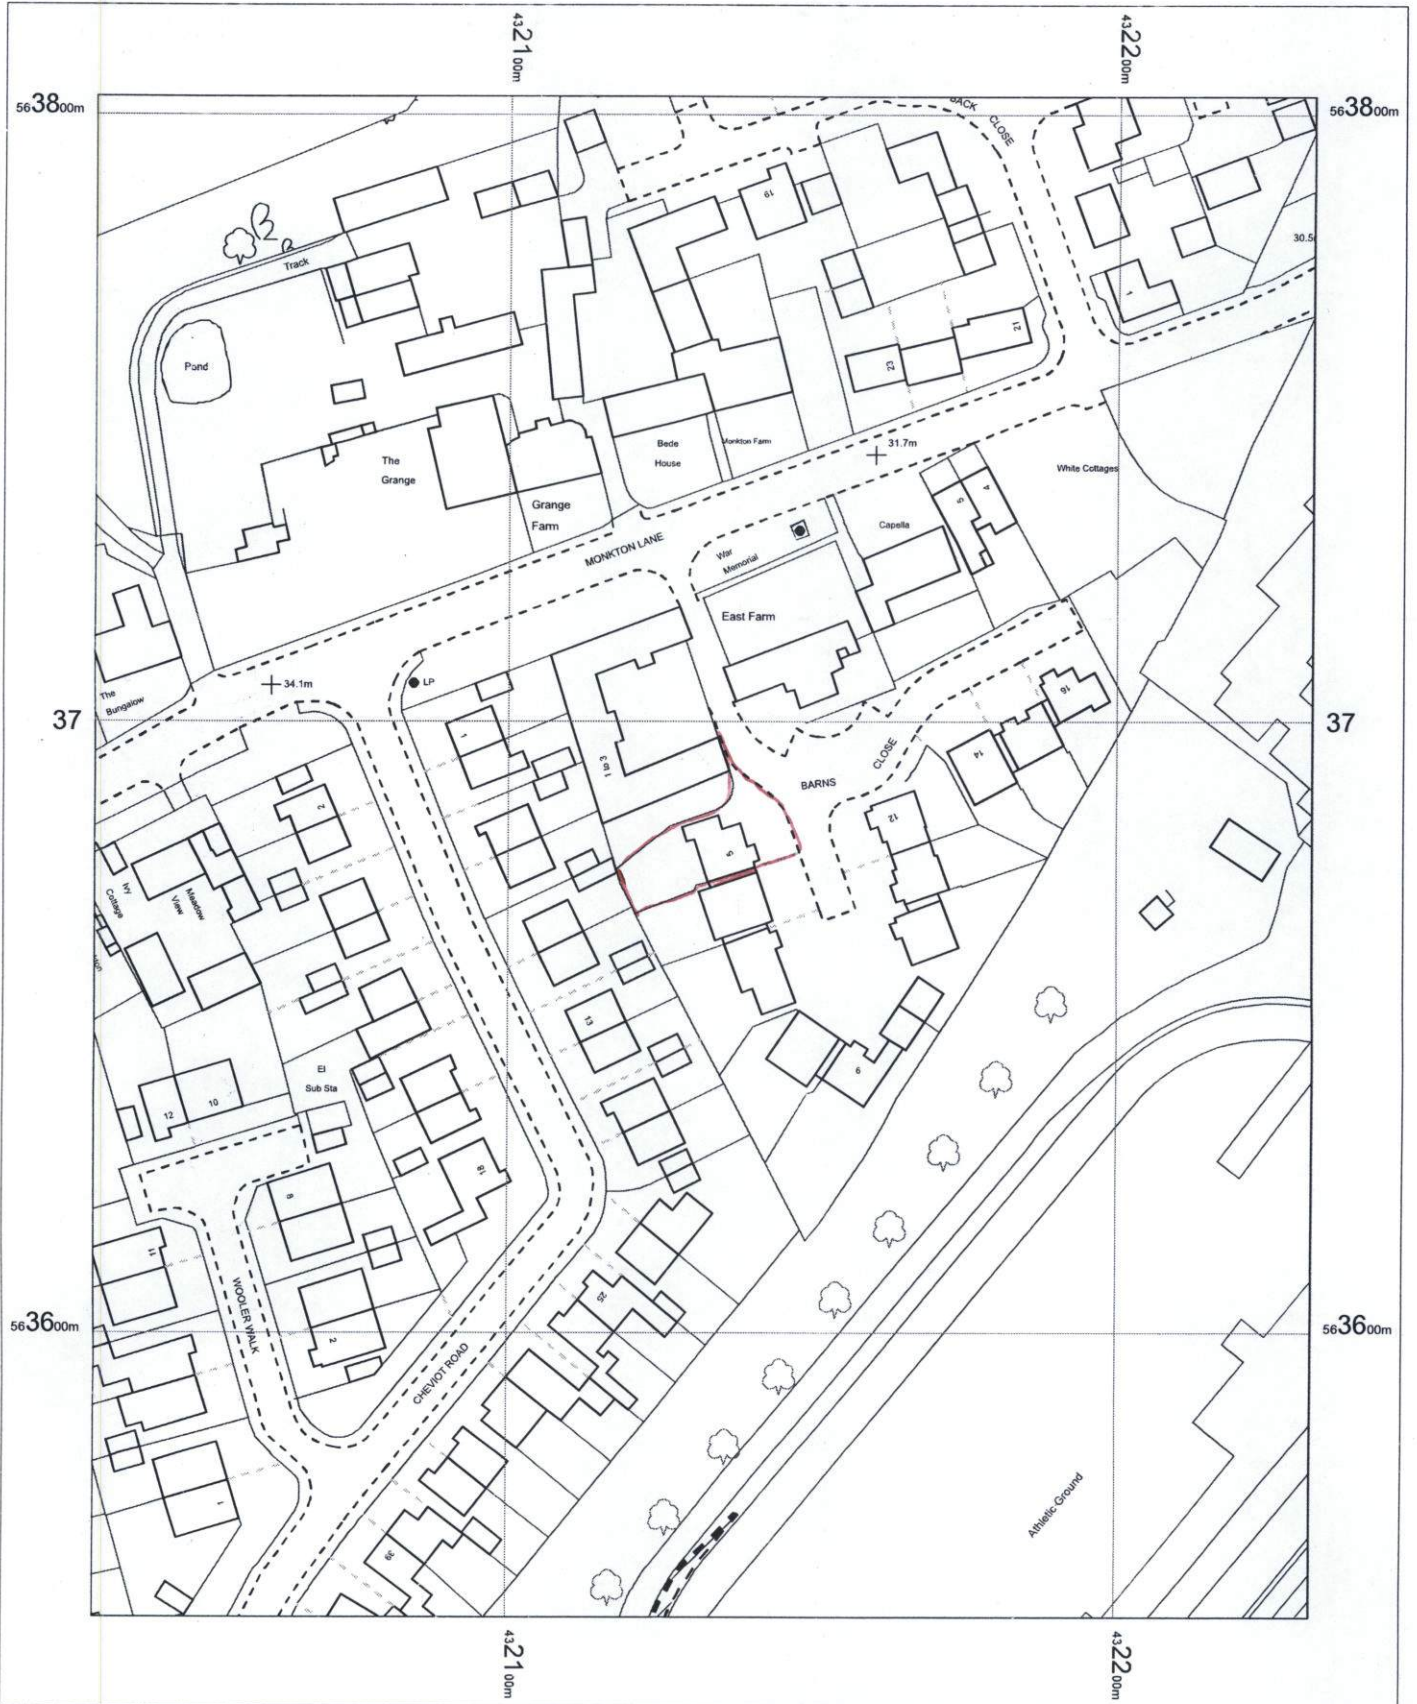 4321 00m
4322 00m
5638 00m
5638 00m
BACK
CLOSE
19
30.5
Track
1
Pond
21
23
Bede
House
Monkton Farm
31.7m
The
Grange
White Cottages
4
5
Grange
Farm
Capella
MONKTON LANE
War
Memorial
East Farm
34.1m
LP
The
Bungalow
16
37
37
1
CLOSE
14
1 to 3
BARNS
2
12
5
Ivy
Cottage
Meadow
View
13
El
Sub Sta
9
12
10
18
8
11
WOOLER WALK
25
2
5636 00m
5636 00m
CHEVIOT ROAD
1
Athletic Ground
39
4321 00m
4322 00m